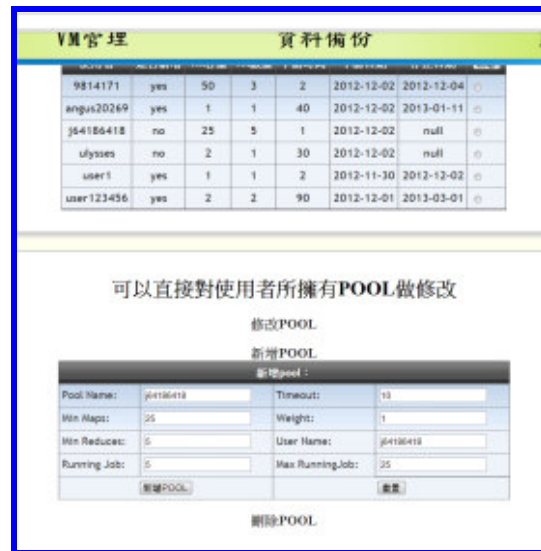 VM管理 資料備份
9814171 yes 50 3 2 2012-12-02 2012-12-04
angus20269 yes 1 1 40 2012-12-02 2013-01-11
j64186418 no 25 5 1 2012-12-02 null
ulysses no 2 1 30 2012-12-02 null
user1 yes 1 1 2 2012-11-30 2012-12-02
user123456 yes 2 2 90 2012-12-01 2013-03-01
可以直接對使用者所擁有POOL做修改
修改POOL
新增POOL
新增pool：
Pool Name: j64186418 Timeout: 10
Min Maps: 25 Weight: 1
Min Reduces: 5 User Name: j64186418
Running Job: 5 Max RunningJob: 25
新增POOL 重置
刪除POOL